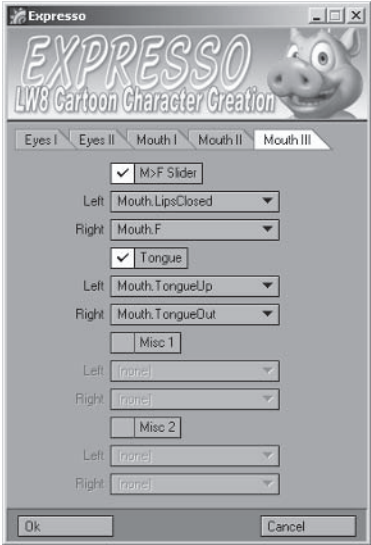 Expresso
EXPRESSO
LW8 Cartoon Character Creation
Eyes I Eyes II Mouth I Mouth II Mouth III
M>F Slider
Left Mouth.LipsClosed
Right Mouth.F
Tongue
Left Mouth.TongueUp
Right Mouth.TongueOut
Misc 1
Left (none)
Right (none)
Misc 2
Left (none)
Right (none)
Ok Cancel